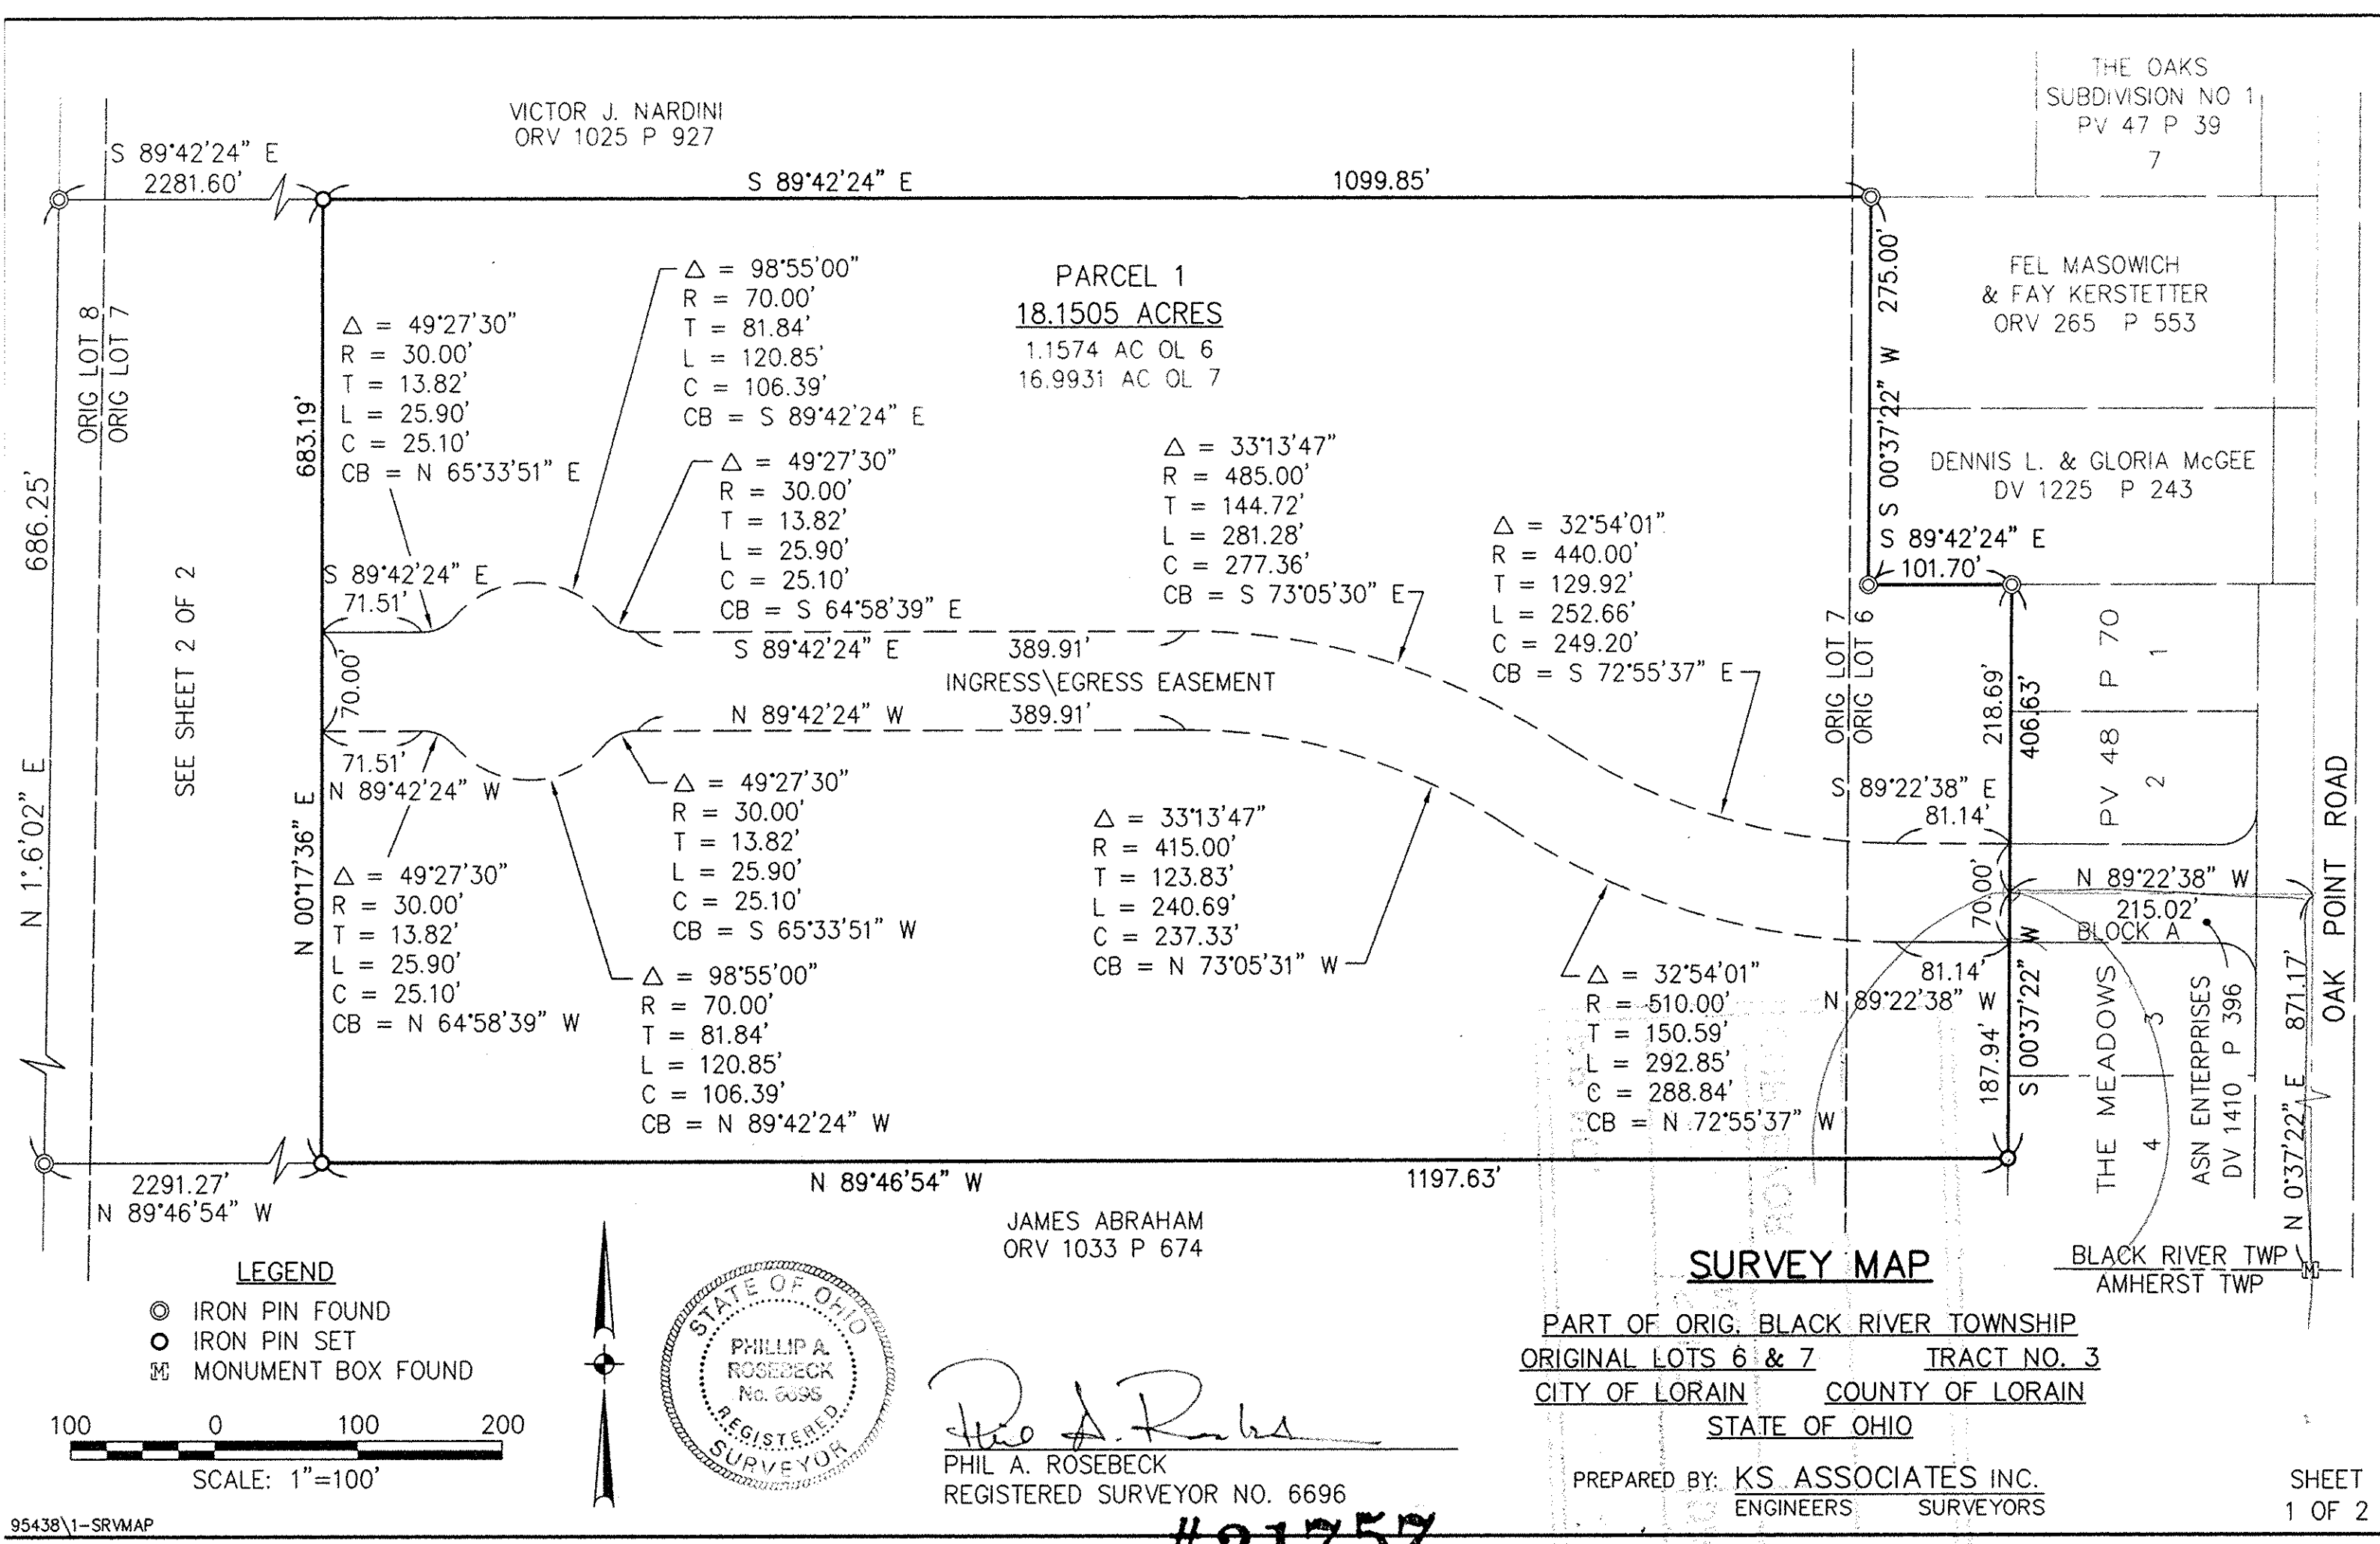 THE OAKS
SUBDIVISION NO 1
PV 47 P 39
7
VICTOR J. NARDINI
ORV 1025 P 927
S 89°42'24" E
2281.60'
S 89°42'24" E
1099.85'
686.25'
N 1°.6'02" E
ORIG LOT 8
ORIG LOT 7
SEE SHEET 2 OF 2
683.19'
N 00°17'36" E
Δ = 49°27'30"
R = 30.00'
T = 13.82'
L = 25.90'
C = 25.10'
CB = N 65°33'51" E
Δ = 98°55'00"
R = 70.00'
T = 81.84'
L = 120.85'
C = 106.39'
CB = S 89°42'24" E
PARCEL 1
18.1505 ACRES
1.1574 AC OL 6
16.9931 AC OL 7
Δ = 49°27'30"
R = 30.00'
T = 13.82'
L = 25.90'
C = 25.10'
CB = S 64°58'39" E
Δ = 33°13'47"
R = 485.00'
T = 144.72'
L = 281.28'
C = 277.36'
CB = S 73°05'30" E
Δ = 32°54'01"
R = 440.00'
T = 129.92'
L = 252.66'
C = 249.20'
CB = S 72°55'37" E
S 00°37'22" W 275.00'
FEL MASOWICH
& FAY KERSTETTER
ORV 265 P 553
DENNIS L. & GLORIA McGEE
DV 1225 P 243
S 89°42'24" E
101.70'
S 89°42'24" E
71.51'
70.00'
S 89°42'24" E 389.91'
INGRESS\EGRESS EASEMENT
N 89°42'24" W 389.91'
71.51'
N 89°42'24" W
ORIG LOT 7
ORIG LOT 6
218.69'
406.63'
PV 48 P 70
1
2
S 89°22'38" E
81.14'
70.00'
N 89°22'38" W
215.02'
BLOCK A
81.14'
N 89°22'38" W
187.94'
S 00°37'22" W
THE MEADOWS
3
4
ASN ENTERPRISES
DV 1410 P 396
N 0°37'22" E 871.17'
OAK POINT ROAD
Δ = 49°27'30"
R = 30.00'
T = 13.82'
L = 25.90'
C = 25.10'
CB = N 64°58'39" W
Δ = 49°27'30"
R = 30.00'
T = 13.82'
L = 25.90'
C = 25.10'
CB = S 65°33'51" W
Δ = 98°55'00"
R = 70.00'
T = 81.84'
L = 120.85'
C = 106.39'
CB = N 89°42'24" W
Δ = 33°13'47"
R = 415.00'
T = 123.83'
L = 240.69'
C = 237.33'
CB = N 73°05'31" W
Δ = 32°54'01"
R = 510.00'
T = 150.59'
L = 292.85'
C = 288.84'
CB = N 72°55'37" W
2291.27'
N 89°46'54" W
N 89°46'54" W
1197.63'
JAMES ABRAHAM
ORV 1033 P 674
BLACK RIVER TWP
AMHERST TWP
M
LEGEND
IRON PIN FOUND
IRON PIN SET
M MONUMENT BOX FOUND
100 0 100 200
SCALE: 1"=100'
STATE OF OHIO
PHILLIP A.
ROSEBECK
No. 6696
REGISTERED
SURVEYOR
PHIL A. ROSEBECK
REGISTERED SURVEYOR NO. 6696
SURVEY MAP
PART OF ORIG. BLACK RIVER TOWNSHIP
ORIGINAL LOTS 6 & 7 TRACT NO. 3
CITY OF LORAIN COUNTY OF LORAIN
STATE OF OHIO
PREPARED BY: KS ASSOCIATES INC.
ENGINEERS SURVEYORS
SHEET
1 OF 2
95438\1-SRVMAP